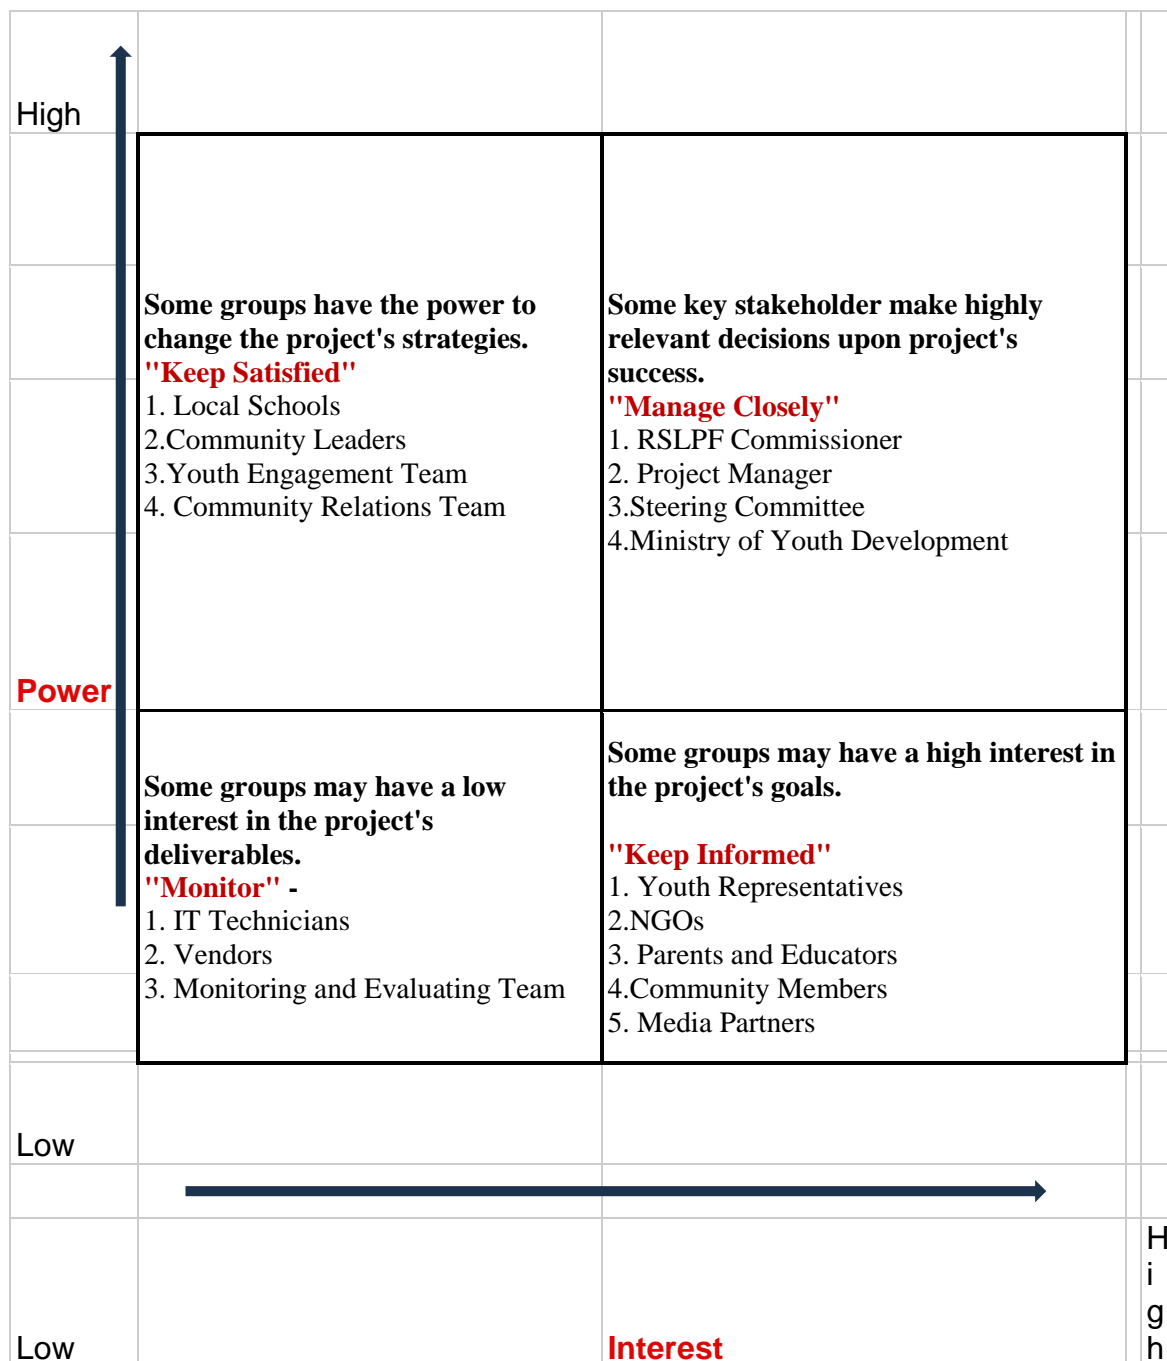 High
Some groups have the power to
change the project's strategies.
"Keep Satisfied"
1. Local Schools
2.Community Leaders
3.Youth Engagement Team
4. Community Relations Team
Some key stakeholder make highly
relevant decisions upon project's
success.
"Manage Closely"
1. RSLPF Commissioner
2. Project Manager
3.Steering Committee
4.Ministry of Youth Development
Power
Some groups may have a low
interest in the project's
deliverables.
"Monitor" -
1. IT Technicians
2. Vendors
3. Monitoring and Evaluating Team
Some groups may have a high interest in
the project's goals.
"Keep Informed"
1. Youth Representatives
2.NGOs
3. Parents and Educators
4.Community Members
5. Media Partners
Low
Low
Interest
High